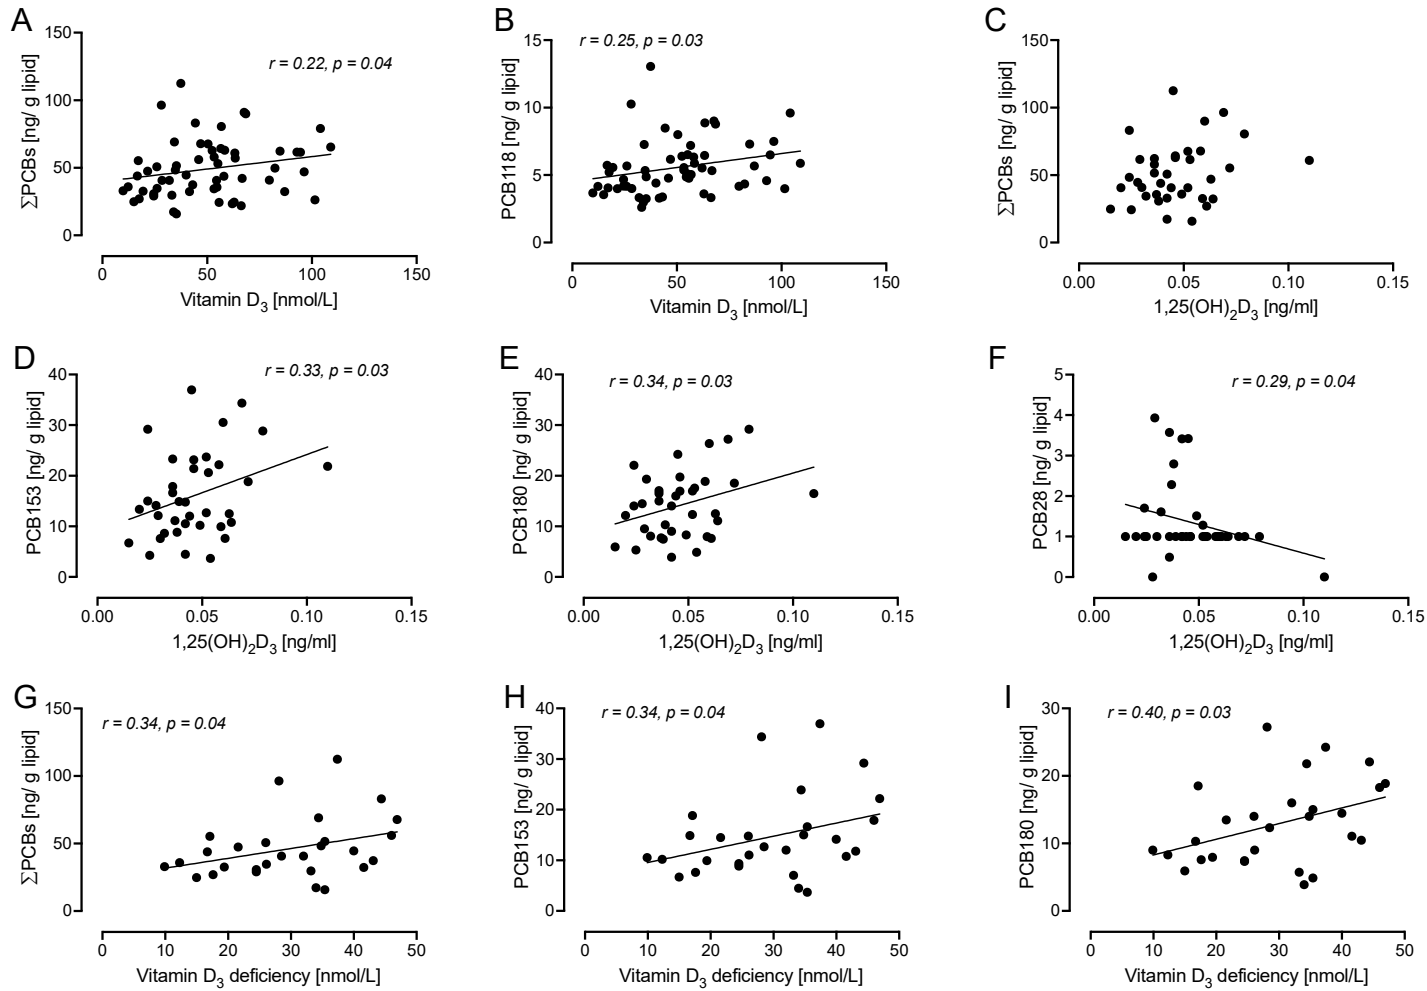 A
∑PCBs [ng/ g lipid]
150
100
50
0
r = 0.22, p = 0.04
0 50 100 150
Vitamin D3 [nmol/L]
B
PCB118 [ng/ g lipid]
15
10
5
0
r = 0.25, p = 0.03
0 50 100 150
Vitamin D3 [nmol/L]
C
∑PCBs [ng/ g lipid]
150
100
50
0
0.00 0.05 0.10 0.15
1,25(OH)2D3 [ng/ml]
D
PCB153 [ng/ g lipid]
40
30
20
10
0
r = 0.33, p = 0.03
0.00 0.05 0.10 0.15
1,25(OH)2D3 [ng/ml]
E
PCB180 [ng/ g lipid]
40
30
20
10
0
r = 0.34, p = 0.03
0.00 0.05 0.10 0.15
1,25(OH)2D3 [ng/ml]
F
PCB28 [ng/ g lipid]
5
4
3
2
1
0
r = 0.29, p = 0.04
0.00 0.05 0.10 0.15
1,25(OH)2D3 [ng/ml]
G
∑PCBs [ng/ g lipid]
150
100
50
0
r = 0.34, p = 0.04
0 10 20 30 40 50
Vitamin D3 deficiency [nmol/L]
H
PCB153 [ng/ g lipid]
40
30
20
10
0
r = 0.34, p = 0.04
0 10 20 30 40 50
Vitamin D3 deficiency [nmol/L]
I
PCB180 [ng/ g lipid]
30
20
10
0
r = 0.40, p = 0.03
0 10 20 30 40 50
Vitamin D3 deficiency [nmol/L]